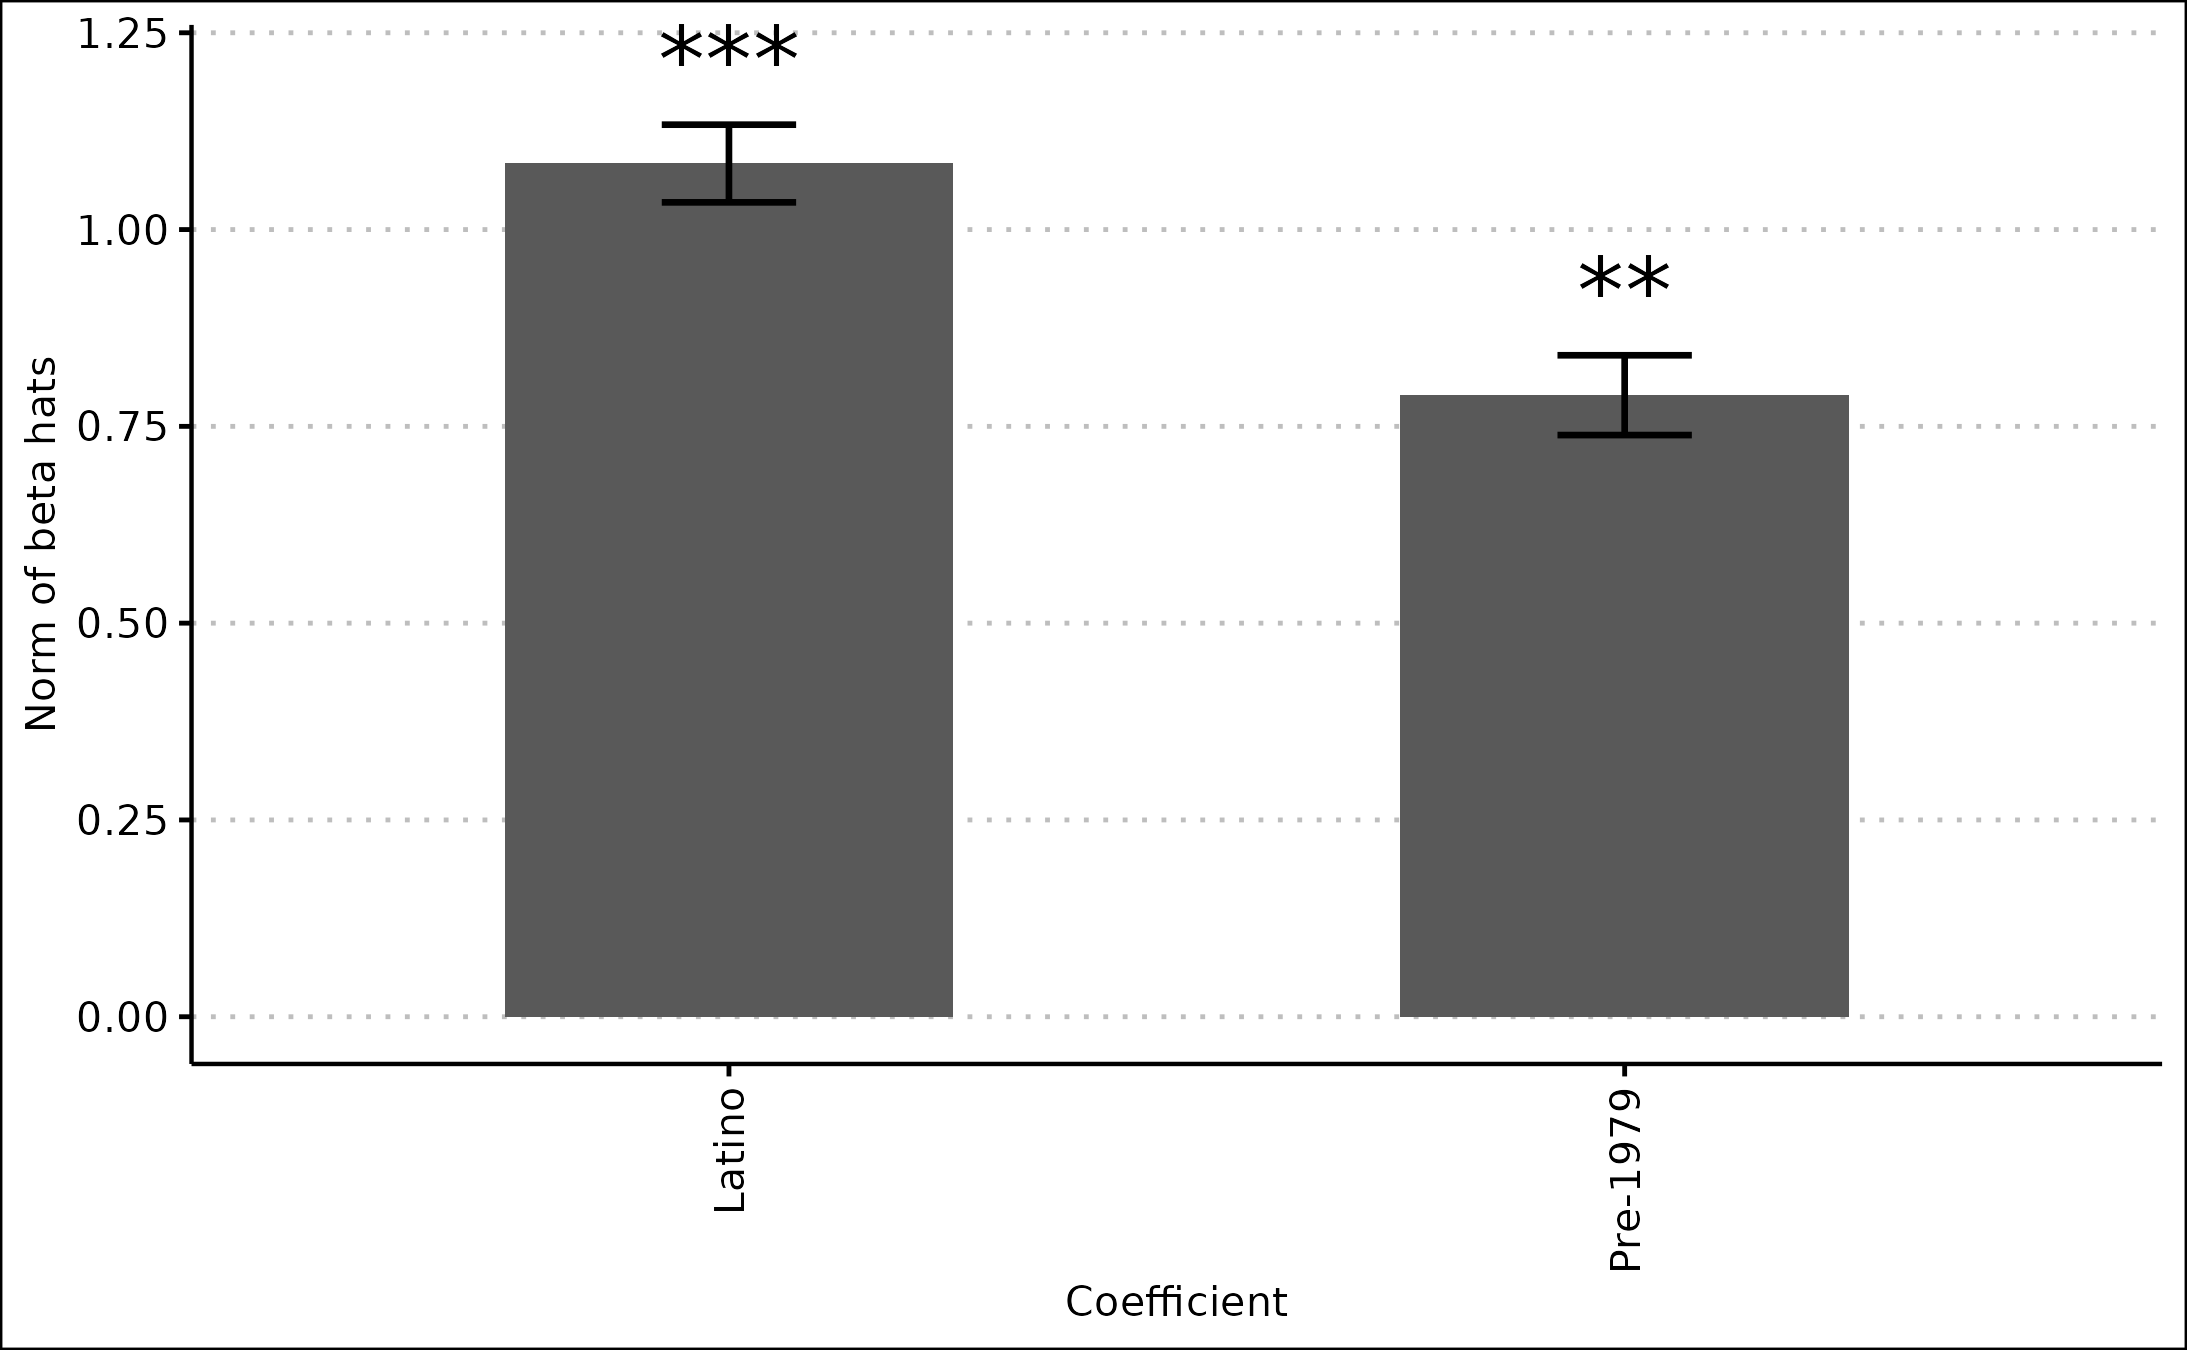 1.25
***
1.00
**
0.75
0.50
0.25
0.00
Norm of beta hats
Latino
Pre-1979
Coefficient